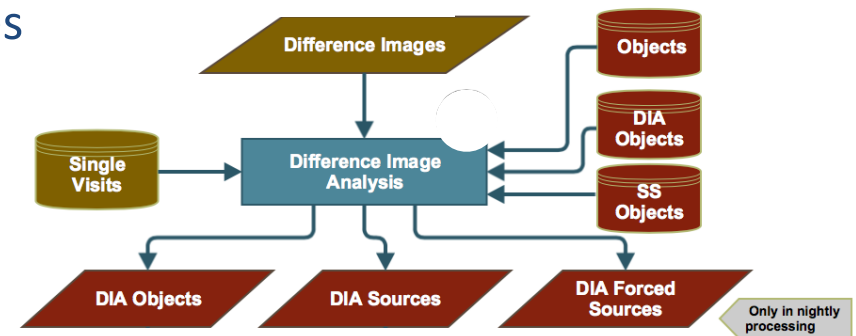 s
Difference Images
Objects
DIA
Objects
Single
Visits
Difference Image
Analysis
SS
Objects
DIA Objects
DIA Sources
DIA Forced
Sources
Only in nightly
processing